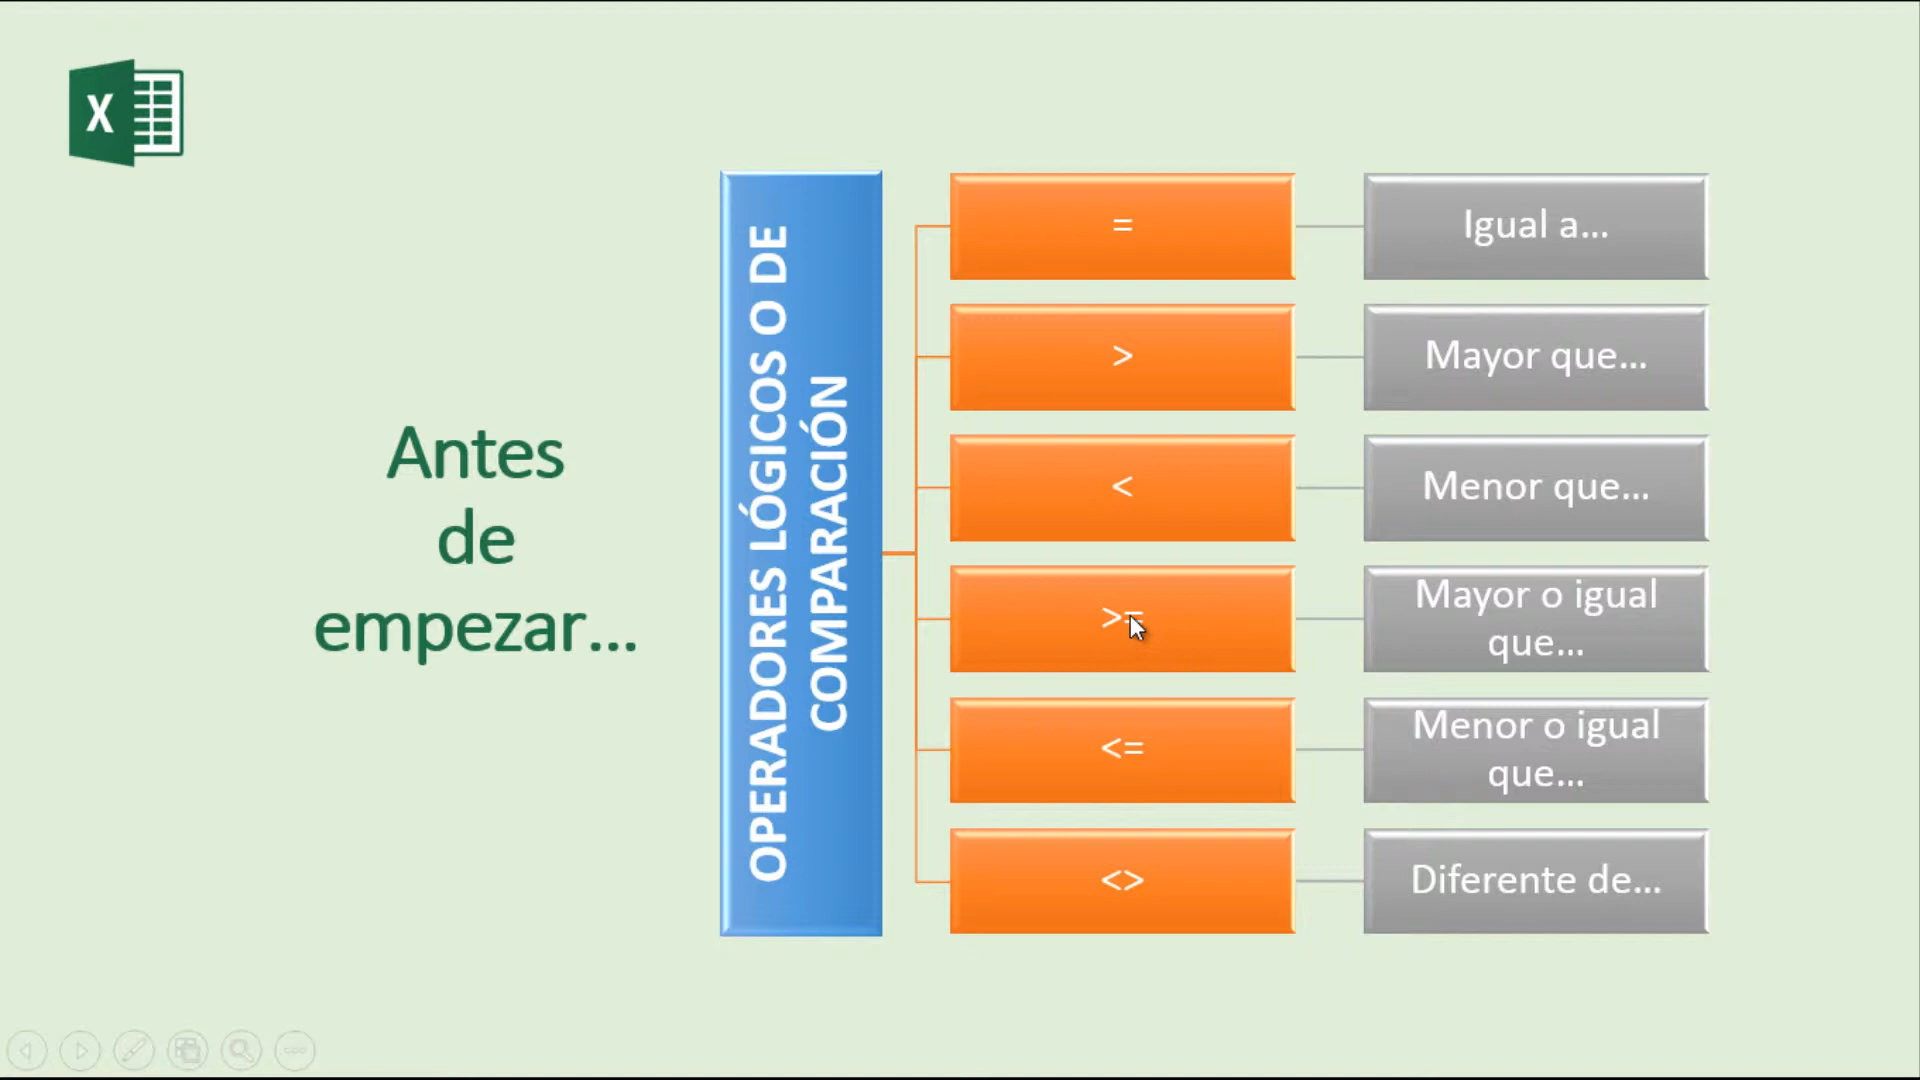 X
Antes
de
empezar...
OPERADORES LÓGICOS O DE
COMPARACIÓN
=
Igual a...
>
Mayor que...
<
Menor que...
>=
Mayor o igual
que...
<=
Menor o igual
que...
<>
Diferente de...